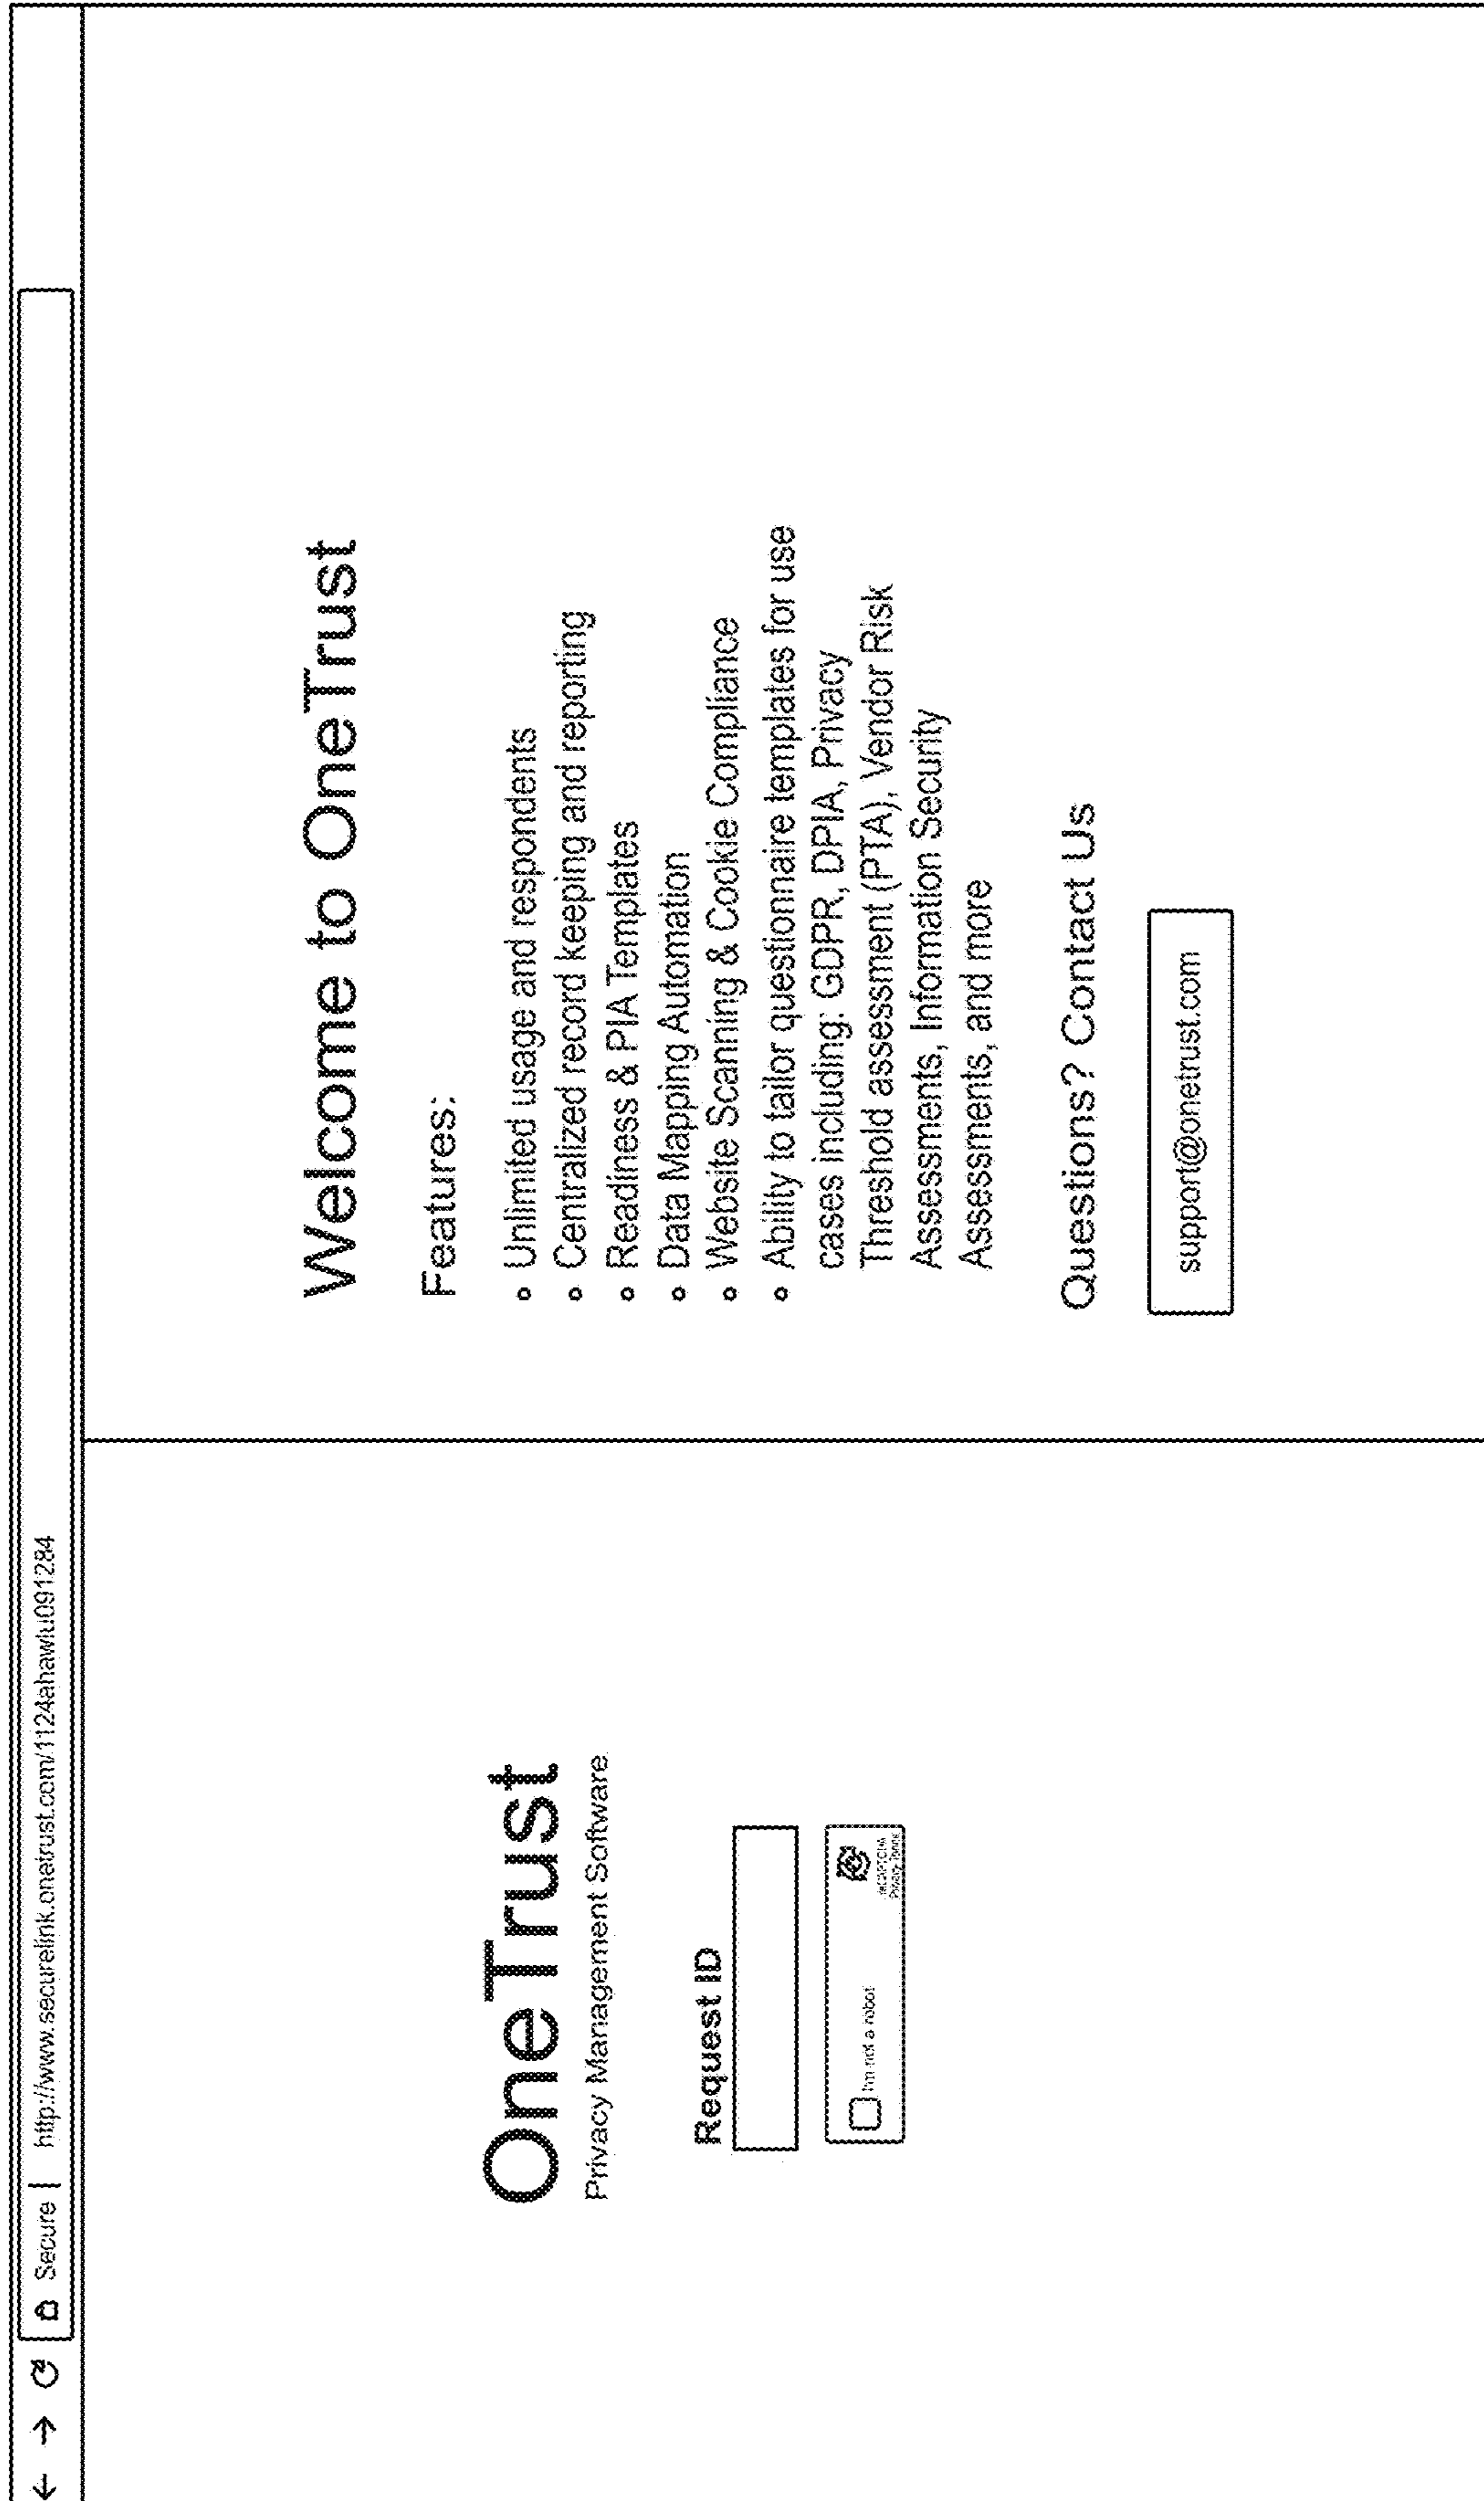 Secure | http://www.securelink.onetrust.com/1124ahawlu091284
OneTrust
Privacy Management Software
Request ID
I'm not a robot
reCAPTCHA
Privacy - Terms
Welcome to OneTrust
Features:
Unlimited usage and respondents
Centralized record keeping and reporting
Readiness & PIA Templates
Data Mapping Automation
Website Scanning & Cookie Compliance
Ability to tailor questionnaire templates for use
cases including: GDPR, DPIA, Privacy
Threshold assessment (PTA), Vendor Risk
Assessments, Information Security
Assessments, and more
Questions? Contact Us
support@onetrust.com